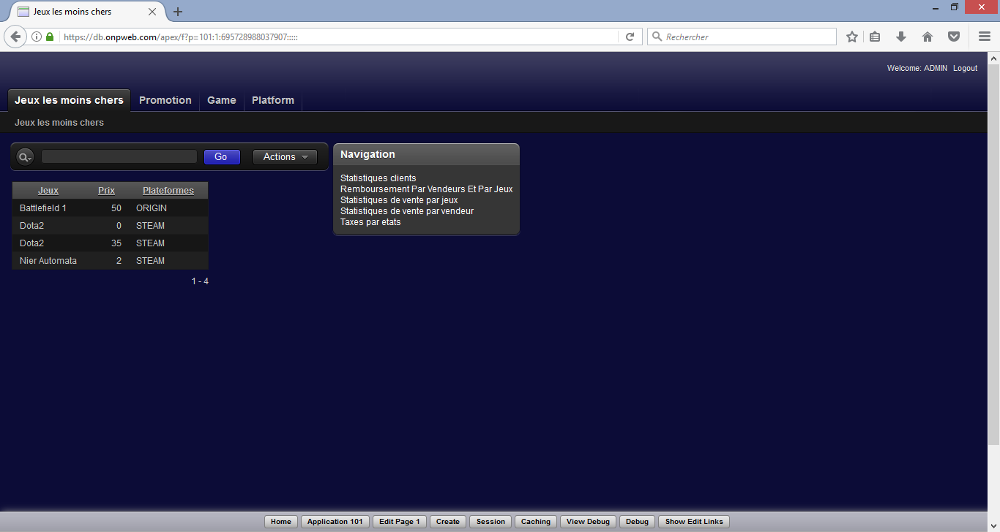 Jeux les moins chers
https://db.onpweb.com/apex/f?p=101:1:695728988037907:::::
Rechercher
Welcome: ADMIN Logout
Jeux les moins chers Promotion Game Platform
Jeux les moins chers
Go Actions
Jeux Prix Plateformes
Battlefield 1 50 ORIGIN
Dota2 0 STEAM
Dota2 35 STEAM
Nier Automata 2 STEAM
1 - 4
Navigation
Statistiques clients
Remboursement Par Vendeurs Et Par Jeux
Statistiques de vente par jeux
Statistiques de vente par vendeur
Taxes par etats
Home Application 101 Edit Page 1 Create Session Caching View Debug Debug Show Edit Links